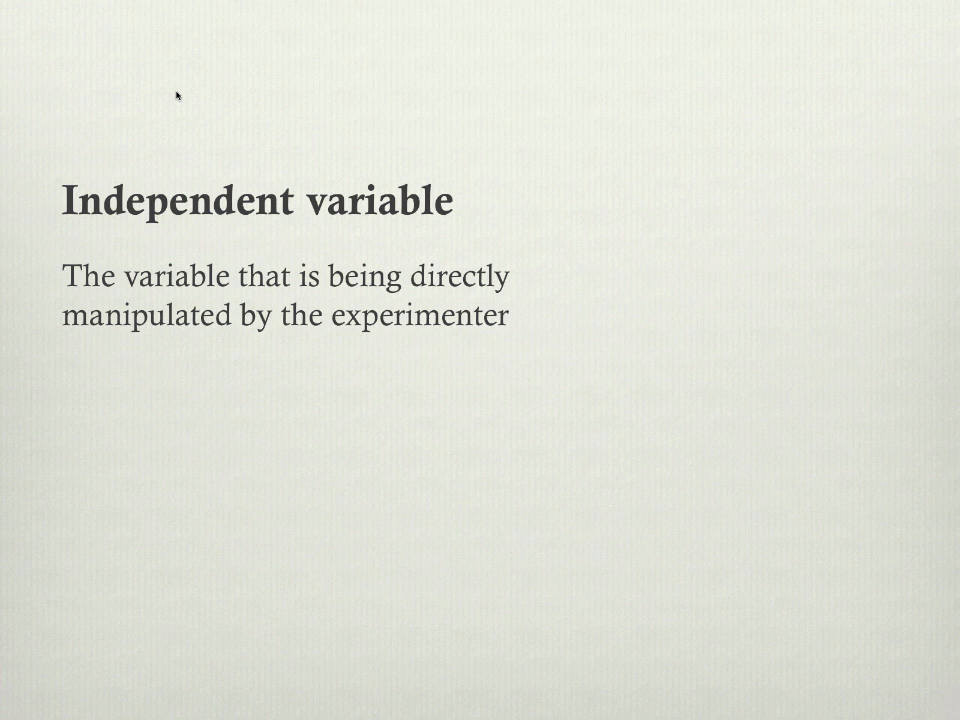 Independent variable
The variable that is being directly
manipulated by the experimenter